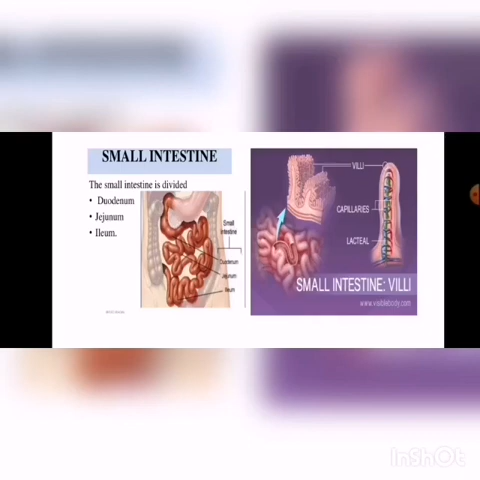 SMALL INTESTINE
The small intestine is divided
• Duodenum
• Jejunum
• Ileum.
Small
intestine
Duodenum
Jejunum
Ileum
VILLI
CAPILLARIES
LACTEAL
SMALL INTESTINE: VILLI
www.visiblebody.com
InShOt